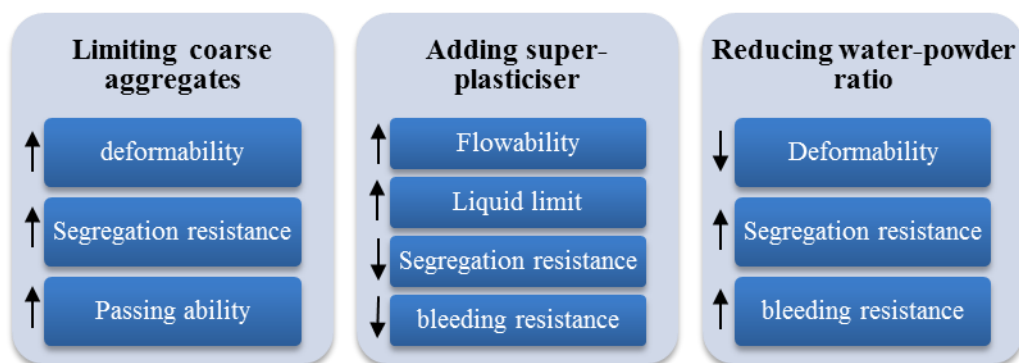 Limiting coarse
aggregates
deformability
Segregation resistance
Passing ability
Adding super-
plasticiser
Flowability
Liquid limit
Segregation resistance
bleeding resistance
Reducing water-powder
ratio
Deformability
Segregation resistance
bleeding resistance